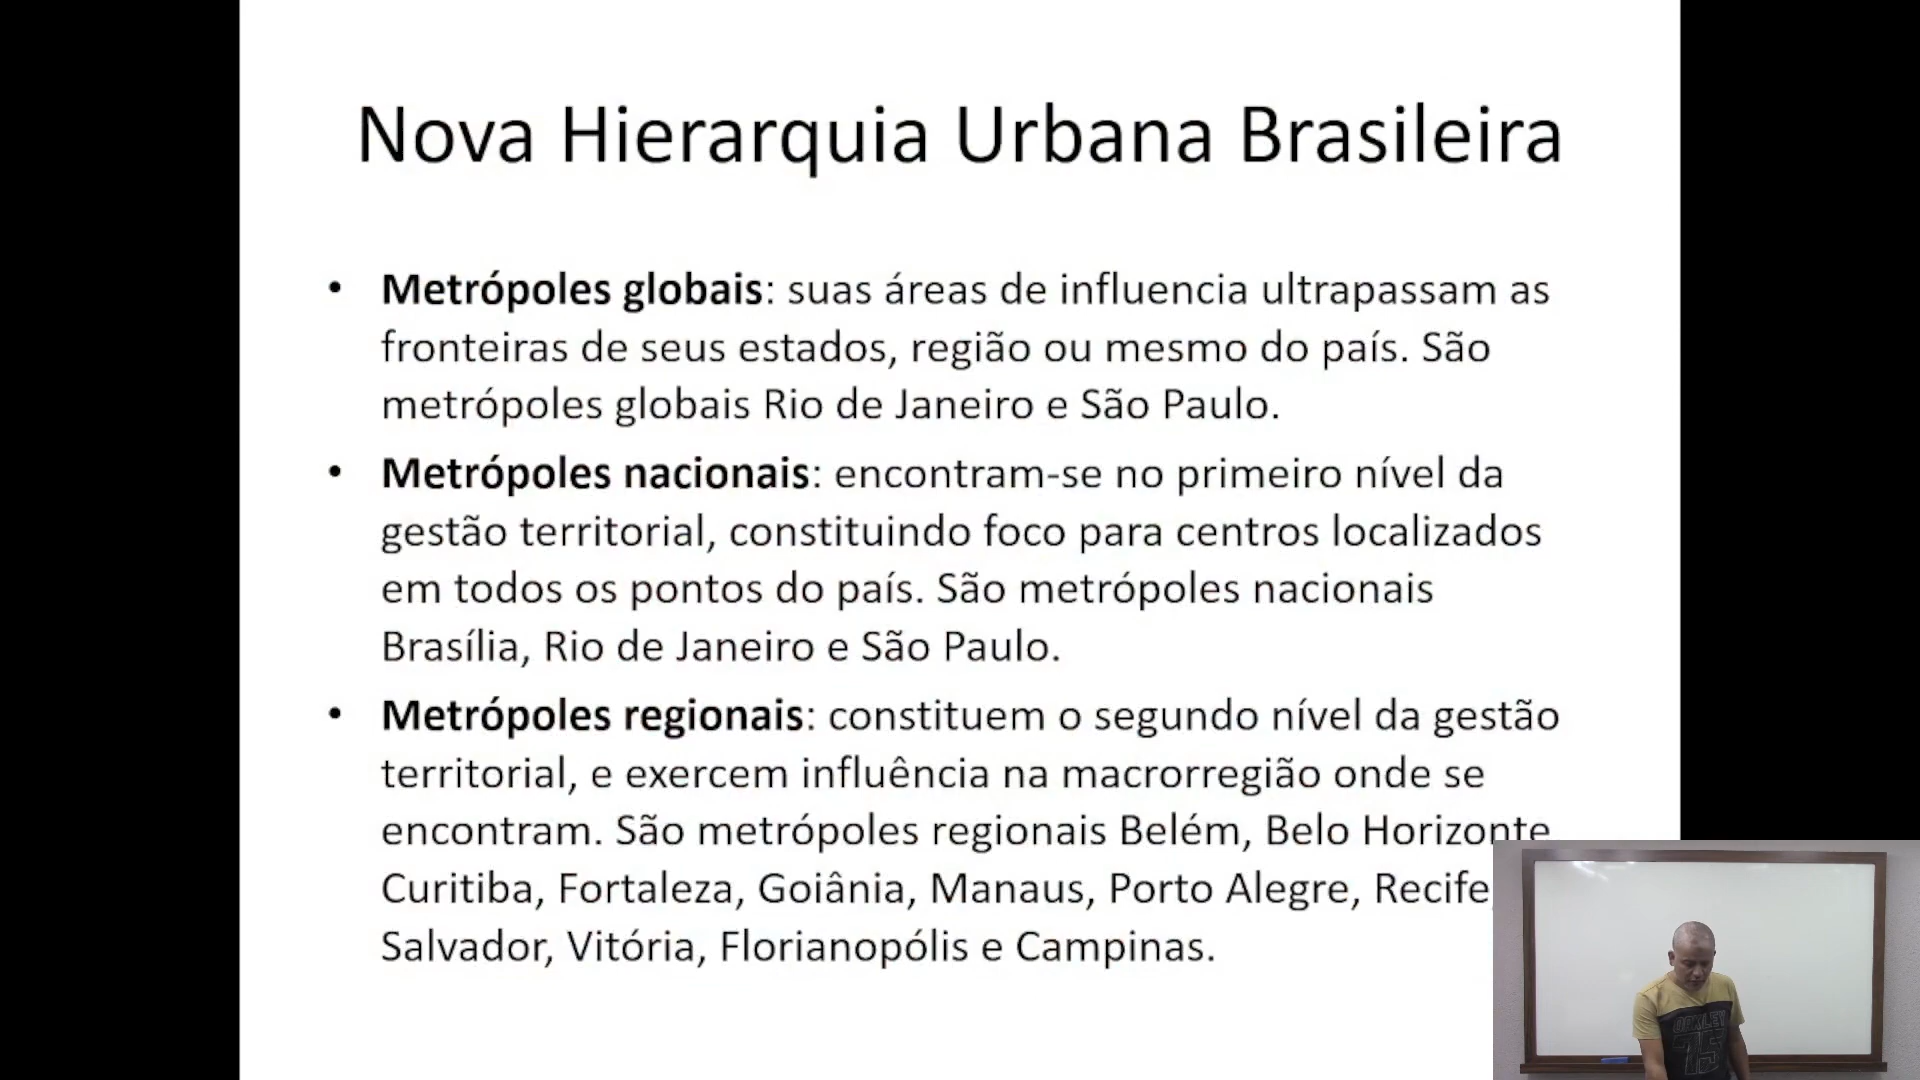 Nova Hierarquia Urbana Brasileira
• Metrópoles globais: suas áreas de influencia ultrapassam as
fronteiras de seus estados, região ou mesmo do país. São
metrópoles globais Rio de Janeiro e São Paulo.
• Metrópoles nacionais: encontram-se no primeiro nível da
gestão territorial, constituindo foco para centros localizados
em todos os pontos do país. São metrópoles nacionais
Brasília, Rio de Janeiro e São Paulo.
• Metrópoles regionais: constituem o segundo nível da gestão
territorial, e exercem influência na macrorregião onde se
encontram. São metrópoles regionais Belém, Belo Horizonte
Curitiba, Fortaleza, Goiânia, Manaus, Porto Alegre, Recife,
Salvador, Vitória, Florianópolis e Campinas.
OAKLEY
75